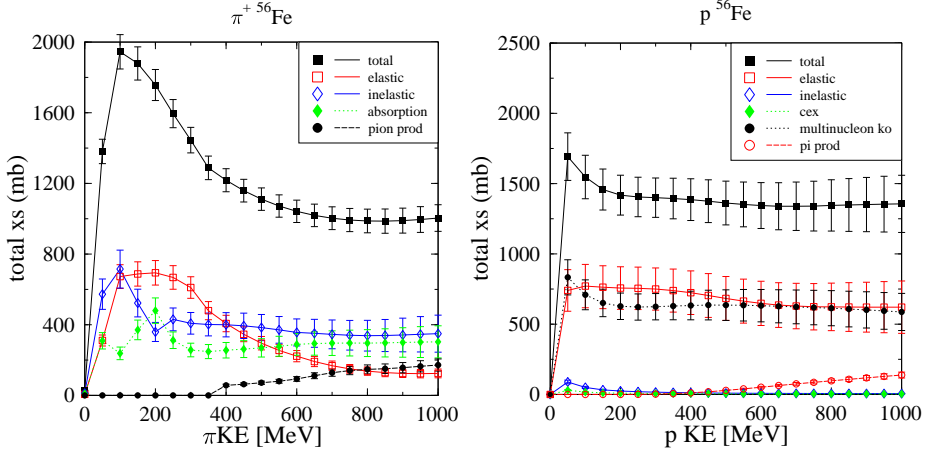 π⁺ ⁵⁶Fe
total xs (mb)
2000
1600
1200
800
400
0
total
elastic
inelastic
absorption
pion prod
0 200 400 600 800 1000
πKE [MeV]
p ⁵⁶Fe
total xs (mb)
2500
2000
1500
1000
500
0
total
elastic
inelastic
cex
multinucleon ko
pi prod
0 200 400 600 800 1000
p KE [MeV]